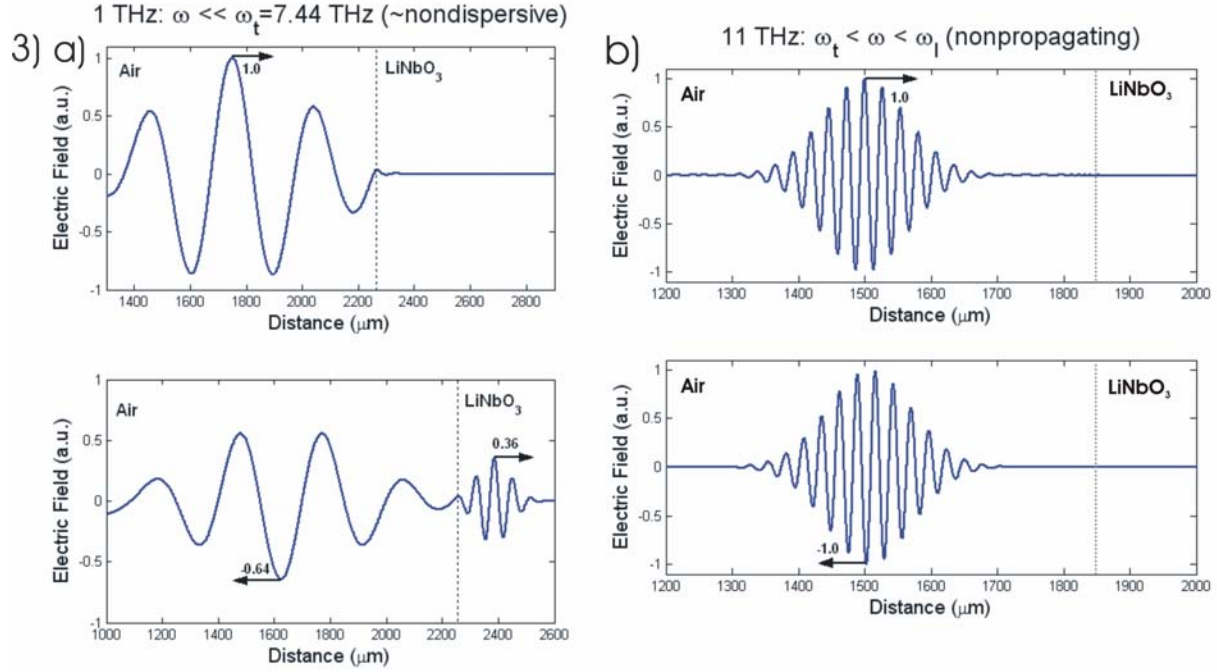 1 THz: ω << ωt=7.44 THz (~nondispersive)
3) a)
Air
LiNbO₃
1.0
Electric Field (a.u.)
1
0.5
0
-0.5
-1
1400 1600 1800 2000 2200 2400 2600 2800
Distance (μm)
Air
LiNbO₃
0.36
-0.64
Electric Field (a.u.)
1
0.5
0
-0.5
-1
1000 1200 1400 1600 1800 2000 2200 2400 2600
Distance (μm)
b)
11 THz: ωt < ω < ωl (nonpropagating)
Air
LiNbO₃
1.0
Electric Field (a.u.)
1
0.5
0
-0.5
-1
1200 1300 1400 1500 1600 1700 1800 1900 2000
Distance (μm)
Air
LiNbO₃
-1.0
Electric Field (a.u.)
1
0.5
0
-0.5
-1
1200 1300 1400 1500 1600 1700 1800 1900 2000
Distance (μm)